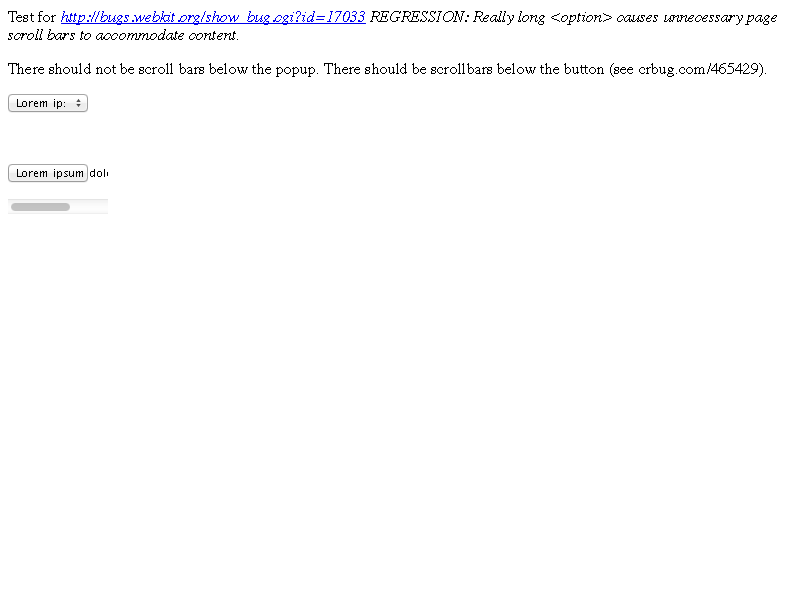 Test for http://bugs.webkit.org/show_bug.cgi?id=17033 REGRESSION: Really long <option> causes unnecessary page
scroll bars to accommodate content.
There should not be scroll bars below the popup. There should be scrollbars below the button (see crbug.com/465429).
Lorem ip:
Lorem ipsum dol